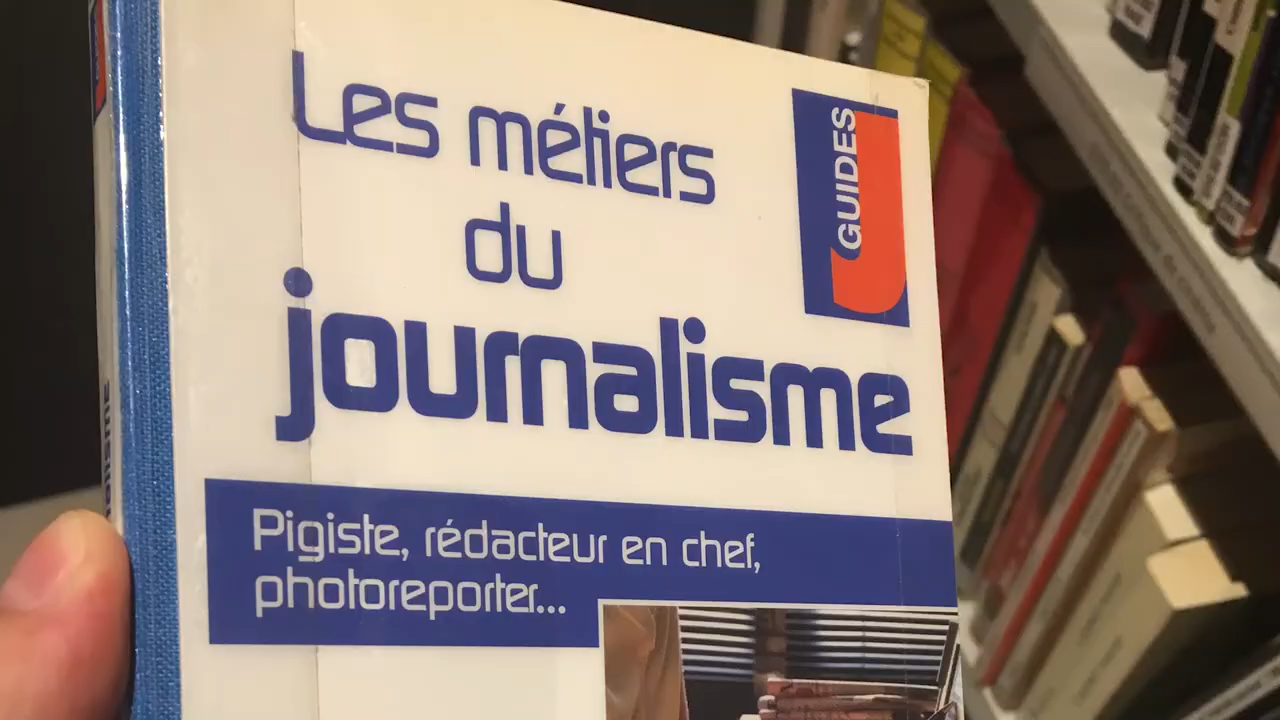 Les métiers
du
journalisme
GUIDES
J
Pigiste, rédacteur en chef,
photoreporter...